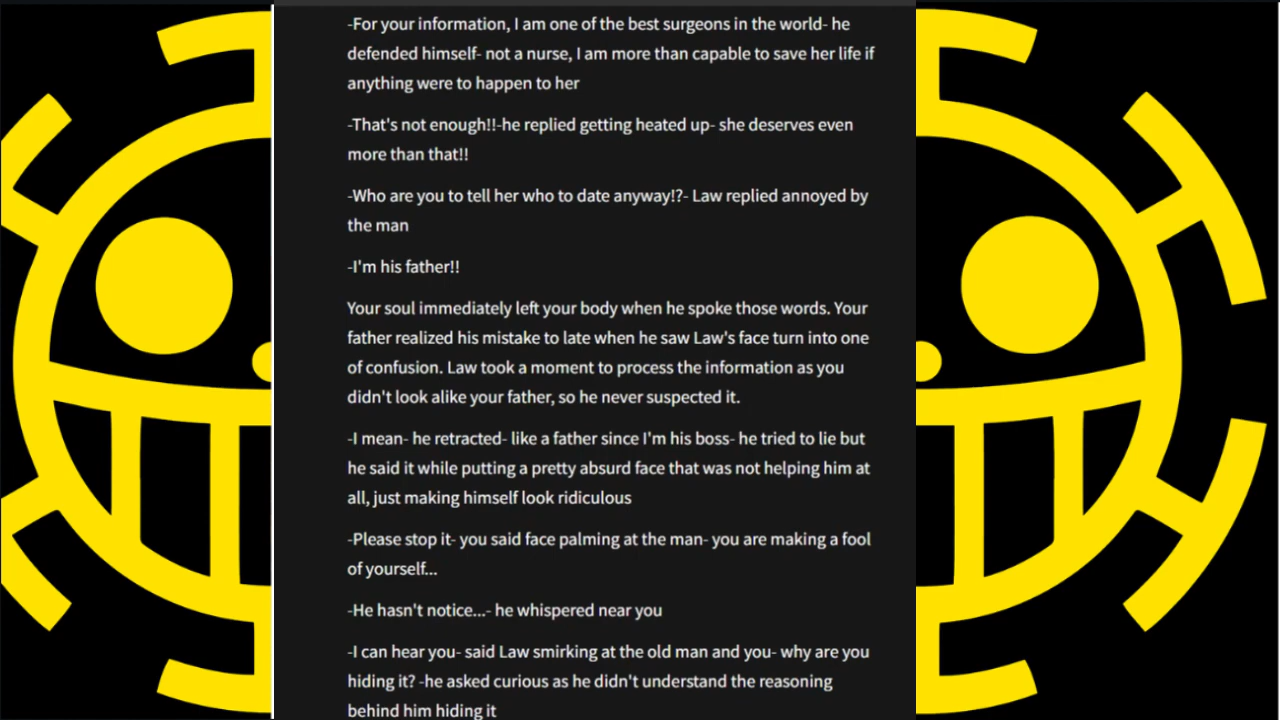 -For your information, I am one of the best surgeons in the world- he
defended himself- not a nurse, I am more than capable to save her life if
anything were to happen to her
-That's not enough!!-he replied getting heated up- she deserves even
more than that!!
-Who are you to tell her who to date anyway!?- Law replied annoyed by
the man
-I'm his father!!
Your soul immediately left your body when he spoke those words. Your
father realized his mistake to late when he saw Law's face turn into one
of confusion. Law took a moment to process the information as you
didn't look alike your father, so he never suspected it.
-I mean- he retracted- like a father since I'm his boss- he tried to lie but
he said it while putting a pretty absurd face that was not helping him at
all, just making himself look ridiculous
-Please stop it- you said face palming at the man- you are making a fool
of yourself...
-He hasn't notice...- he whispered near you
-I can hear you- said Law smirking at the old man and you- why are you
hiding it? -he asked curious as he didn't understand the reasoning
behind him hiding it